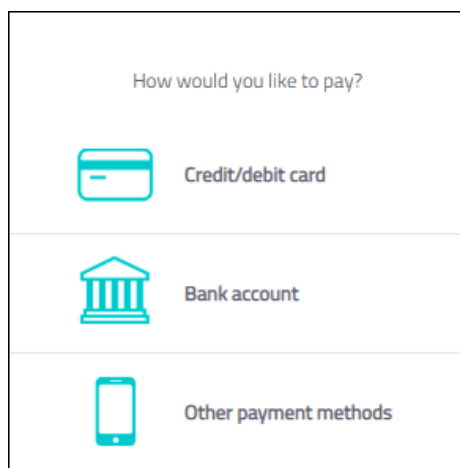 How would you like to pay?
Credit/debit card
Bank account
Other payment methods